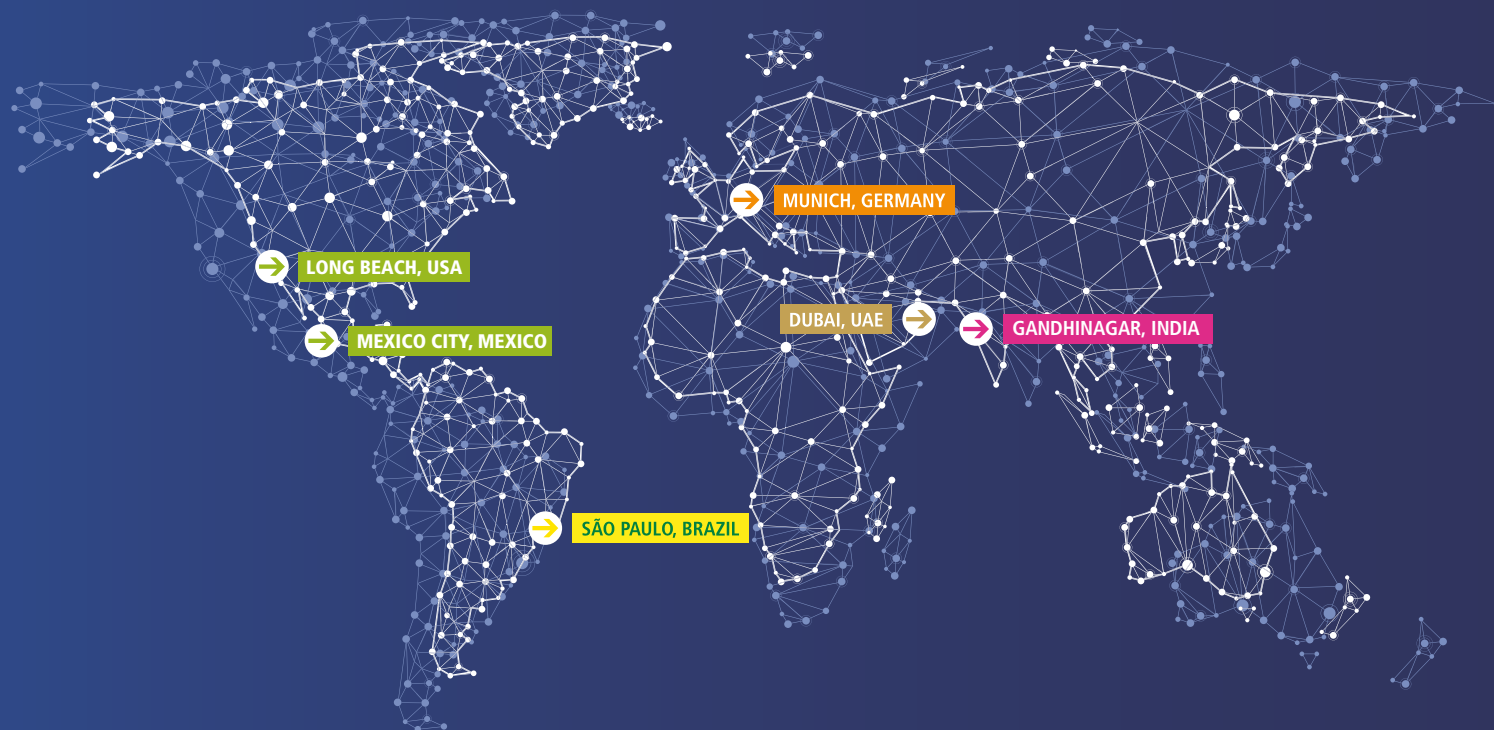 MUNICH, GERMANY
LONG BEACH, USA
DUBAI, UAE
GANDHINAGAR, INDIA
MEXICO CITY, MEXICO
SÃO PAULO, BRAZIL